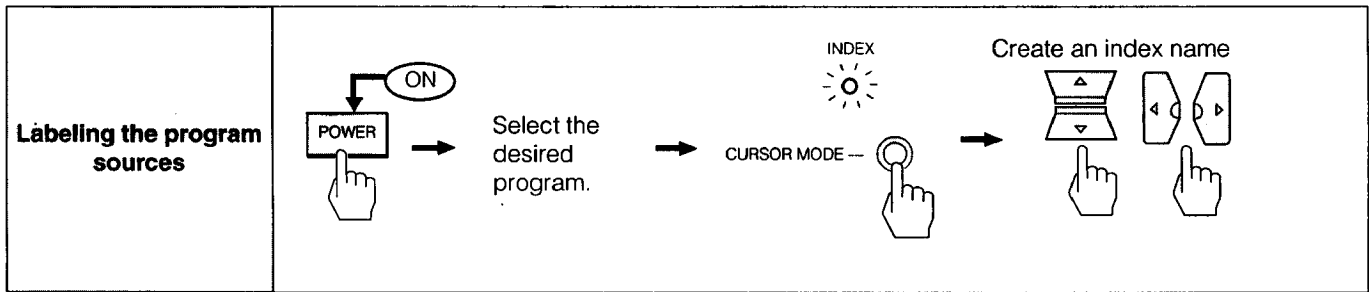 Labeling the program
sources
ON
POWER
Select the
desired
program.
INDEX
CURSOR MODE
Create an index name